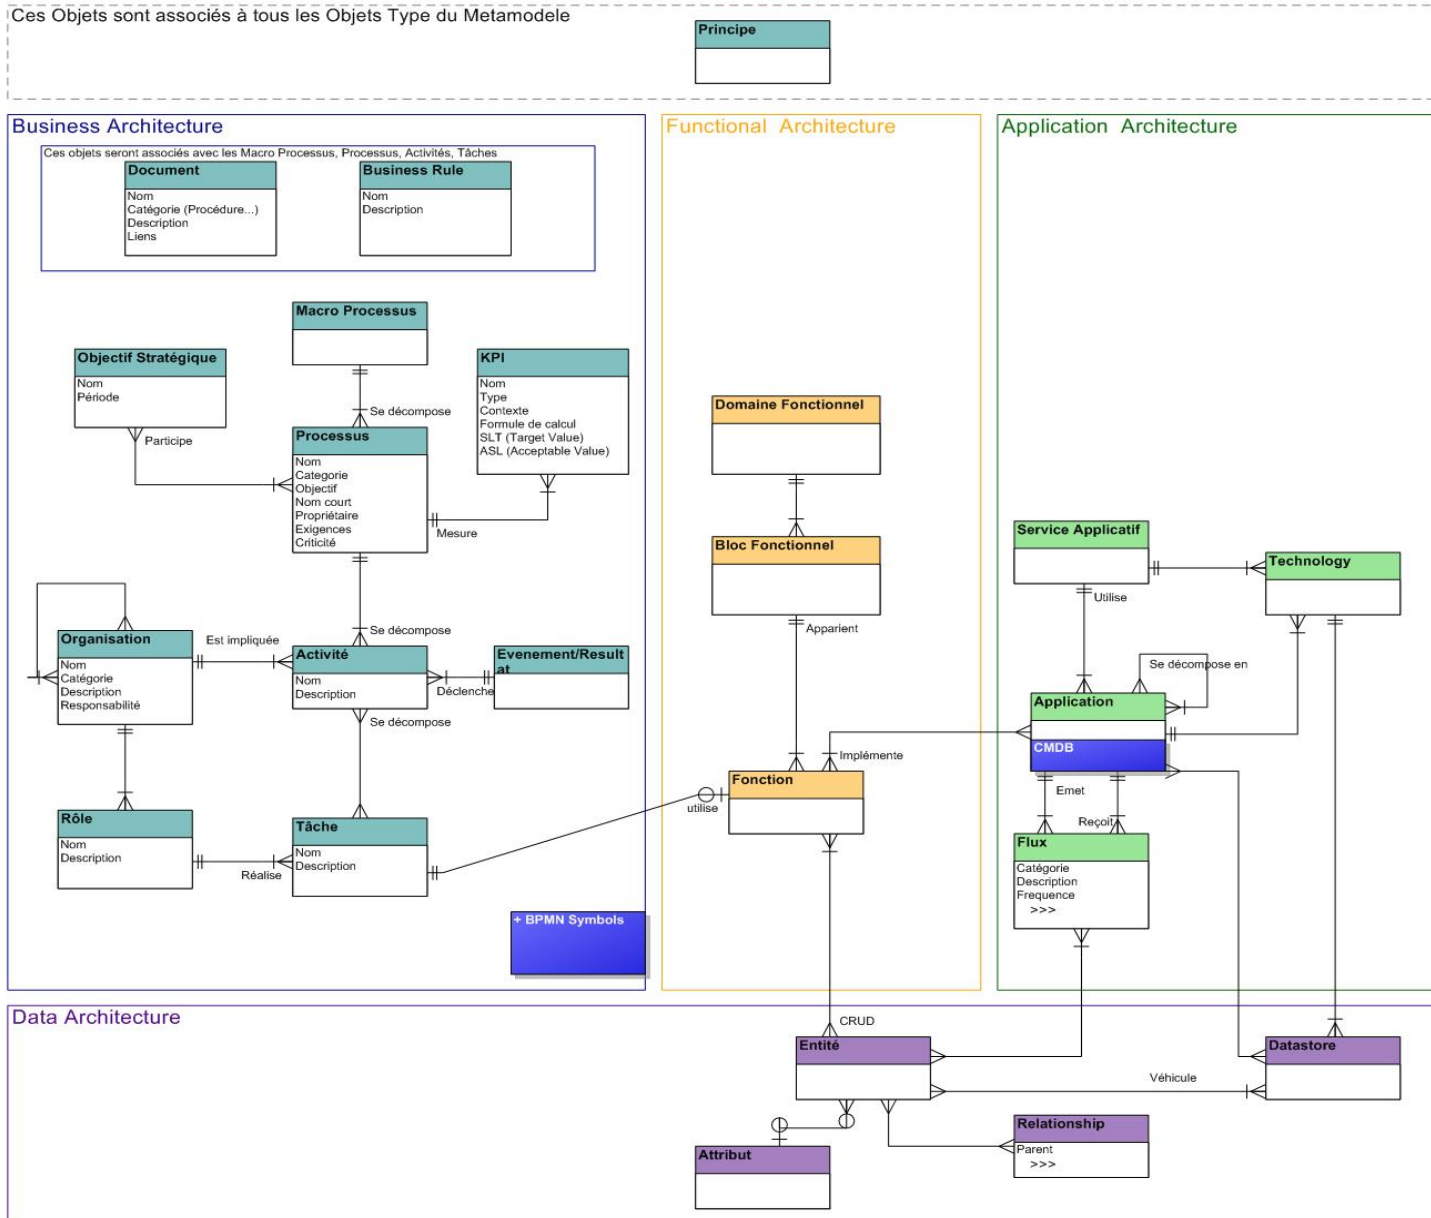 Ces Objets sont associés à tous les Objets Type du Metamodele
Principe
Business Architecture
Functional Architecture
Application Architecture
Ces objets seront associés avec les Macro Processus, Processus, Activités, Tâches
Document
Nom
Catégorie (Procédure...)
Description
Liens
Business Rule
Nom
Description
Macro Processus
Se décompose
Objectif Stratégique
Nom
Période
Participe
KPI
Nom
Type
Contexte
Formule de calcul
SLT (Target Value)
ASL (Acceptable Value)
Processus
Nom
Categorie
Objectif
Nom court
Propriétaire
Exigences
Criticité
Mesure
Se décompose
Organisation
Nom
Catégorie
Description
Responsabilité
Est impliquée
Activité
Nom
Description
Déclenche
Evenement/Result
at
Se décompose
Rôle
Nom
Description
Réalise
Tâche
Nom
Description
utilise
+ BPMN Symbols
Domaine Fonctionnel
Bloc Fonctionnel
Apparient
Implémente
Fonction
Service Applicatif
Technology
Utilise
Se décompose en
Application
CMDB
Emet
Reçoit
Flux
Catégorie
Description
Frequence
>>>
Data Architecture
CRUD
Entité
Datastore
Véhicule
Relationship
Parent
>>>
Attribut